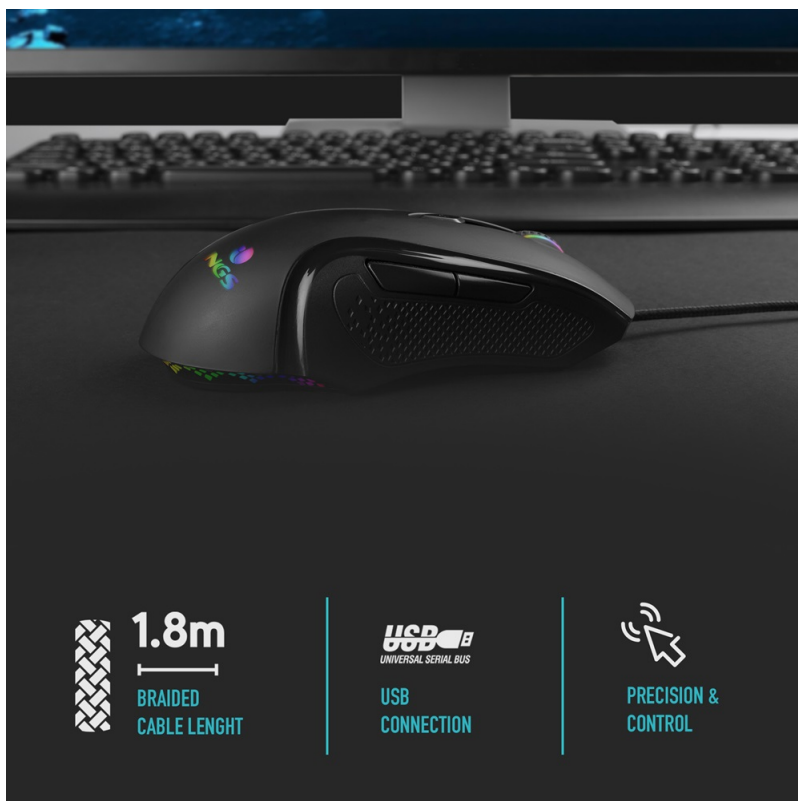 NGS
1.8m
BRAIDED
CABLE LENGHT
USB
UNIVERSAL SERIAL BUS
USB
CONNECTION
PRECISION &
CONTROL